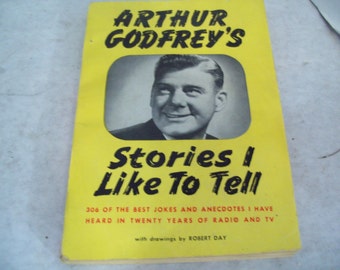 ARTHUR
GODFREY'S
Stories I
Like To Tell
306 OF THE BEST JOKES AND ANECDOTES I HAVE
HEARD IN TWENTY YEARS OF RADIO AND TV
with drawings by ROBERT DAY